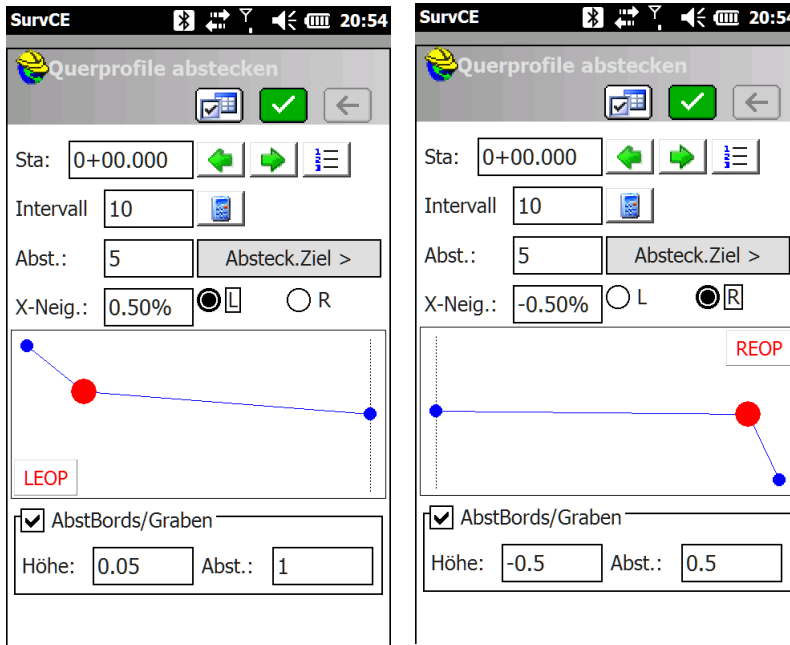 SurvCE 20:54
Querprofile abstecken
Sta: 0+00.000
Intervall 10
Abst.: 5 Absteck.Ziel >
X-Neig.: 0.50% L R
LEOP
AbstBords/Graben
Höhe: 0.05 Abst.: 1
SurvCE 20:54
Querprofile abstecken
Sta: 0+00.000
Intervall 10
Abst.: 5 Absteck.Ziel >
X-Neig.: -0.50% L R
REOP
AbstBords/Graben
Höhe: -0.5 Abst.: 0.5